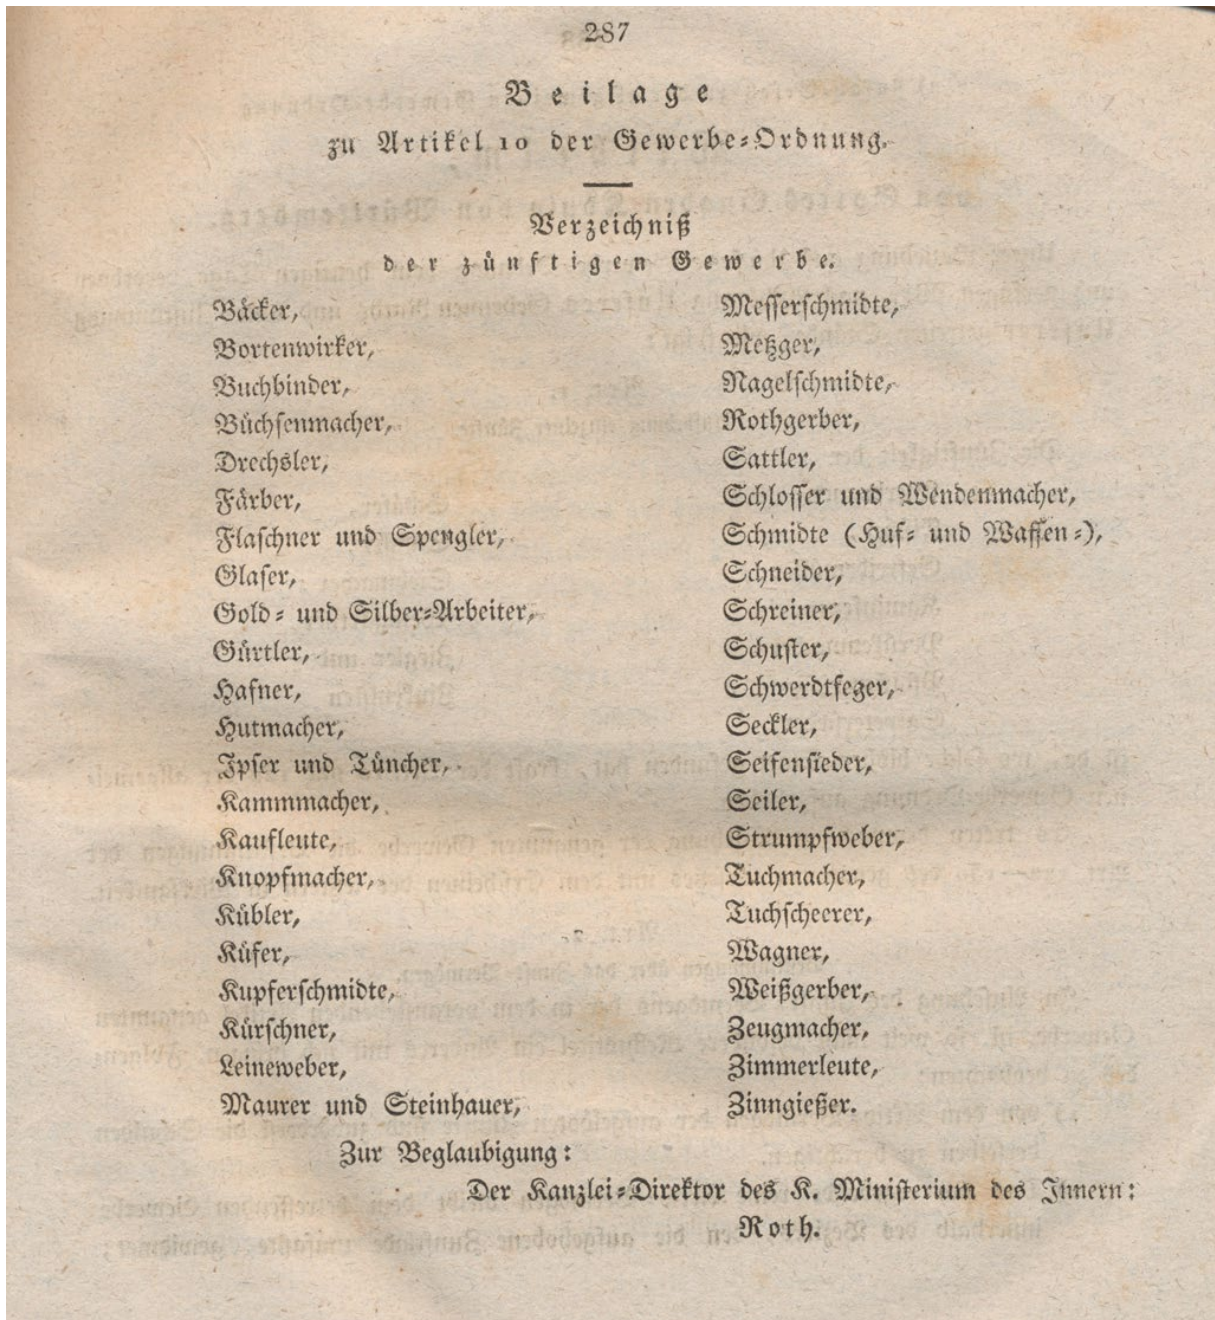 287
Beilage
zu Artikel 10 der Gewerbe-Ordnung.
Verzeichniß
der zünftigen Gewerbe.
Bäcker,
Bortenwirker,
Buchbinder,
Büchsenmacher,
Drechsler,
Färber,
Flaschner und Spengler,
Glaser,
Gold- und Silber-Arbeiter,
Gürtler,
Hafner,
Hutmacher,
Ipser und Tüncher,
Kammmacher,
Kaufleute,
Knopfmacher,
Kübler,
Küfer,
Kupferschmidte,
Kürschner,
Leineweber,
Maurer und Steinhauer,
Messerschmidte,
Metzger,
Nagelschmidte,
Rothgerber,
Sattler,
Schlosser und Wendenmacher,
Schmidte (Huf- und Waffen-),
Schneider,
Schreiner,
Schuster,
Schwerdtfeger,
Seckler,
Seifensieder,
Seiler,
Strumpfweber,
Tuchmacher,
Tuchscheerer,
Wagner,
Weißgerber,
Zeugmacher,
Zimmerleute,
Zinngießer.
Zur Beglaubigung:
Der Kanzlei-Direktor des K. Ministerium des Innern:
Roth.